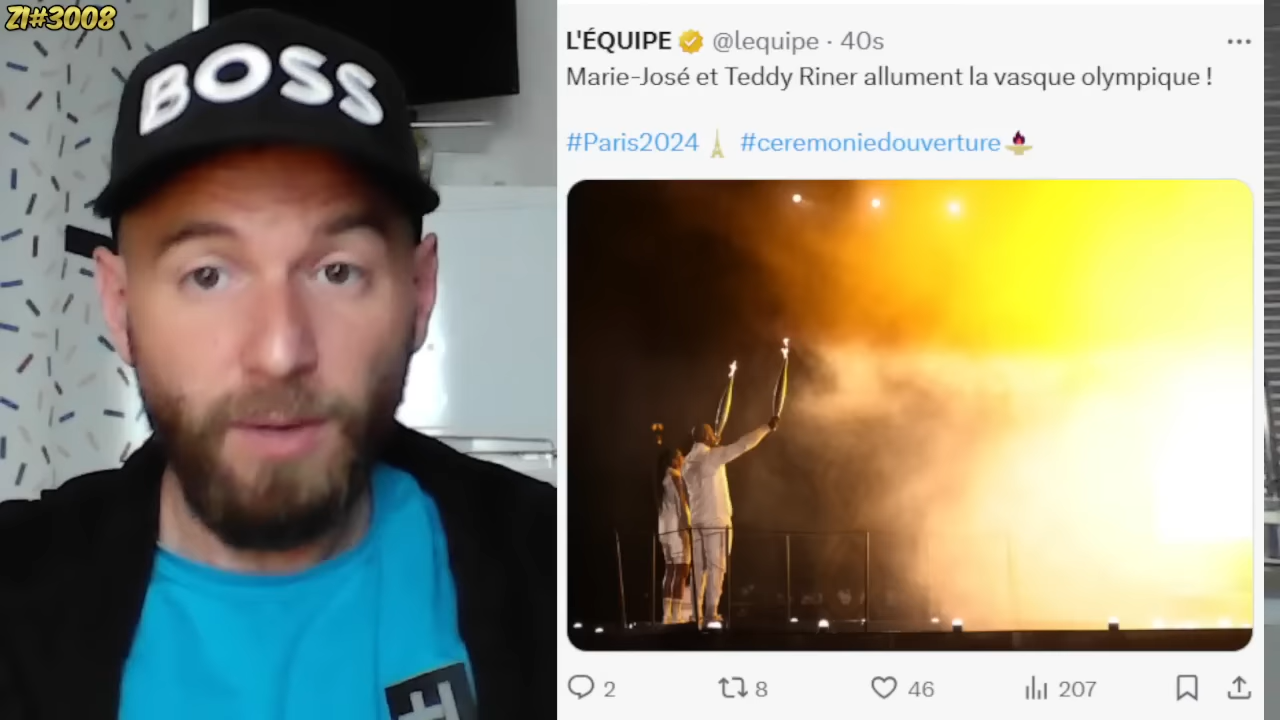 ZI#3008
BOSS
L'ÉQUIPE @lequipe · 40s
Marie-José et Teddy Riner allument la vasque olympique !
#Paris2024 #ceremoniedouverture
2 8 46 207